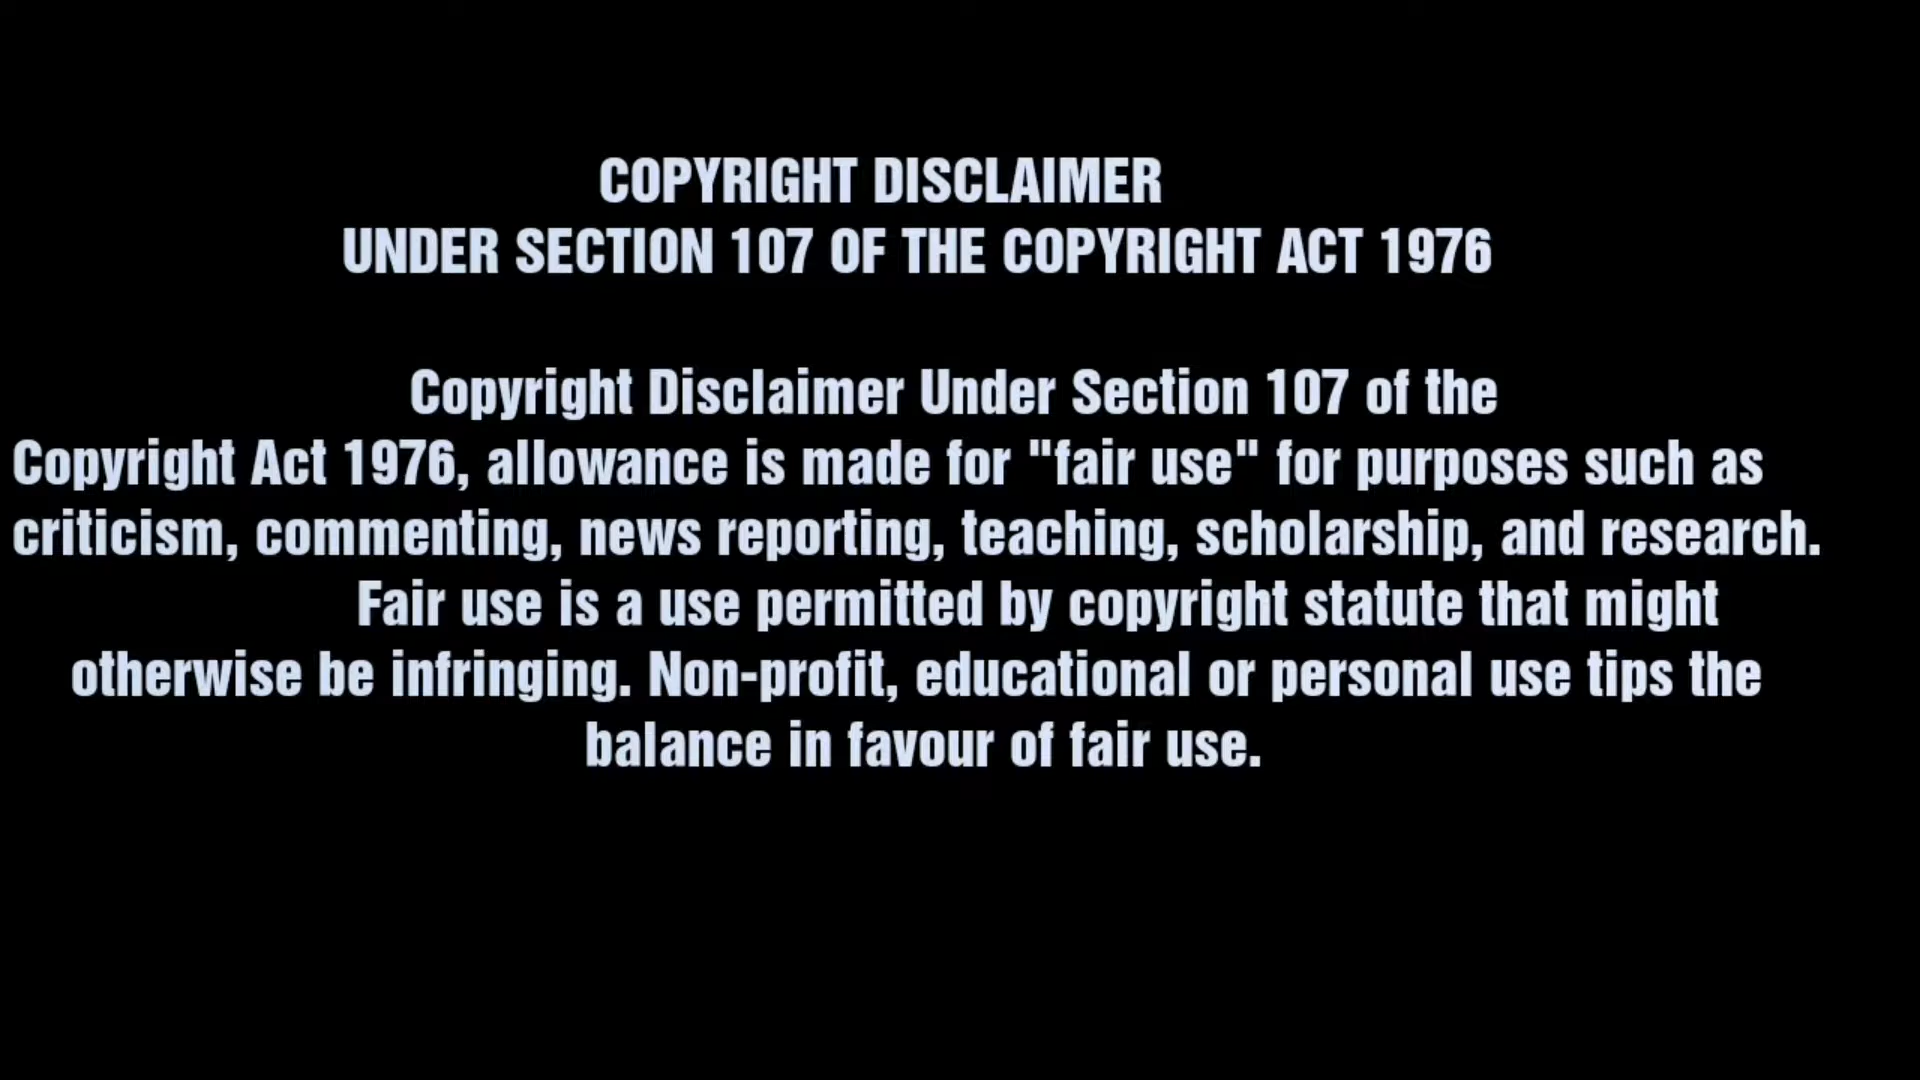 COPYRIGHT DISCLAIMER
UNDER SECTION 107 OF THE COPYRIGHT ACT 1976
Copyright Disclaimer Under Section 107 of the
Copyright Act 1976, allowance is made for "fair use" for purposes such as
criticism, commenting, news reporting, teaching, scholarship, and research.
Fair use is a use permitted by copyright statute that might
otherwise be infringing. Non-profit, educational or personal use tips the
balance in favour of fair use.